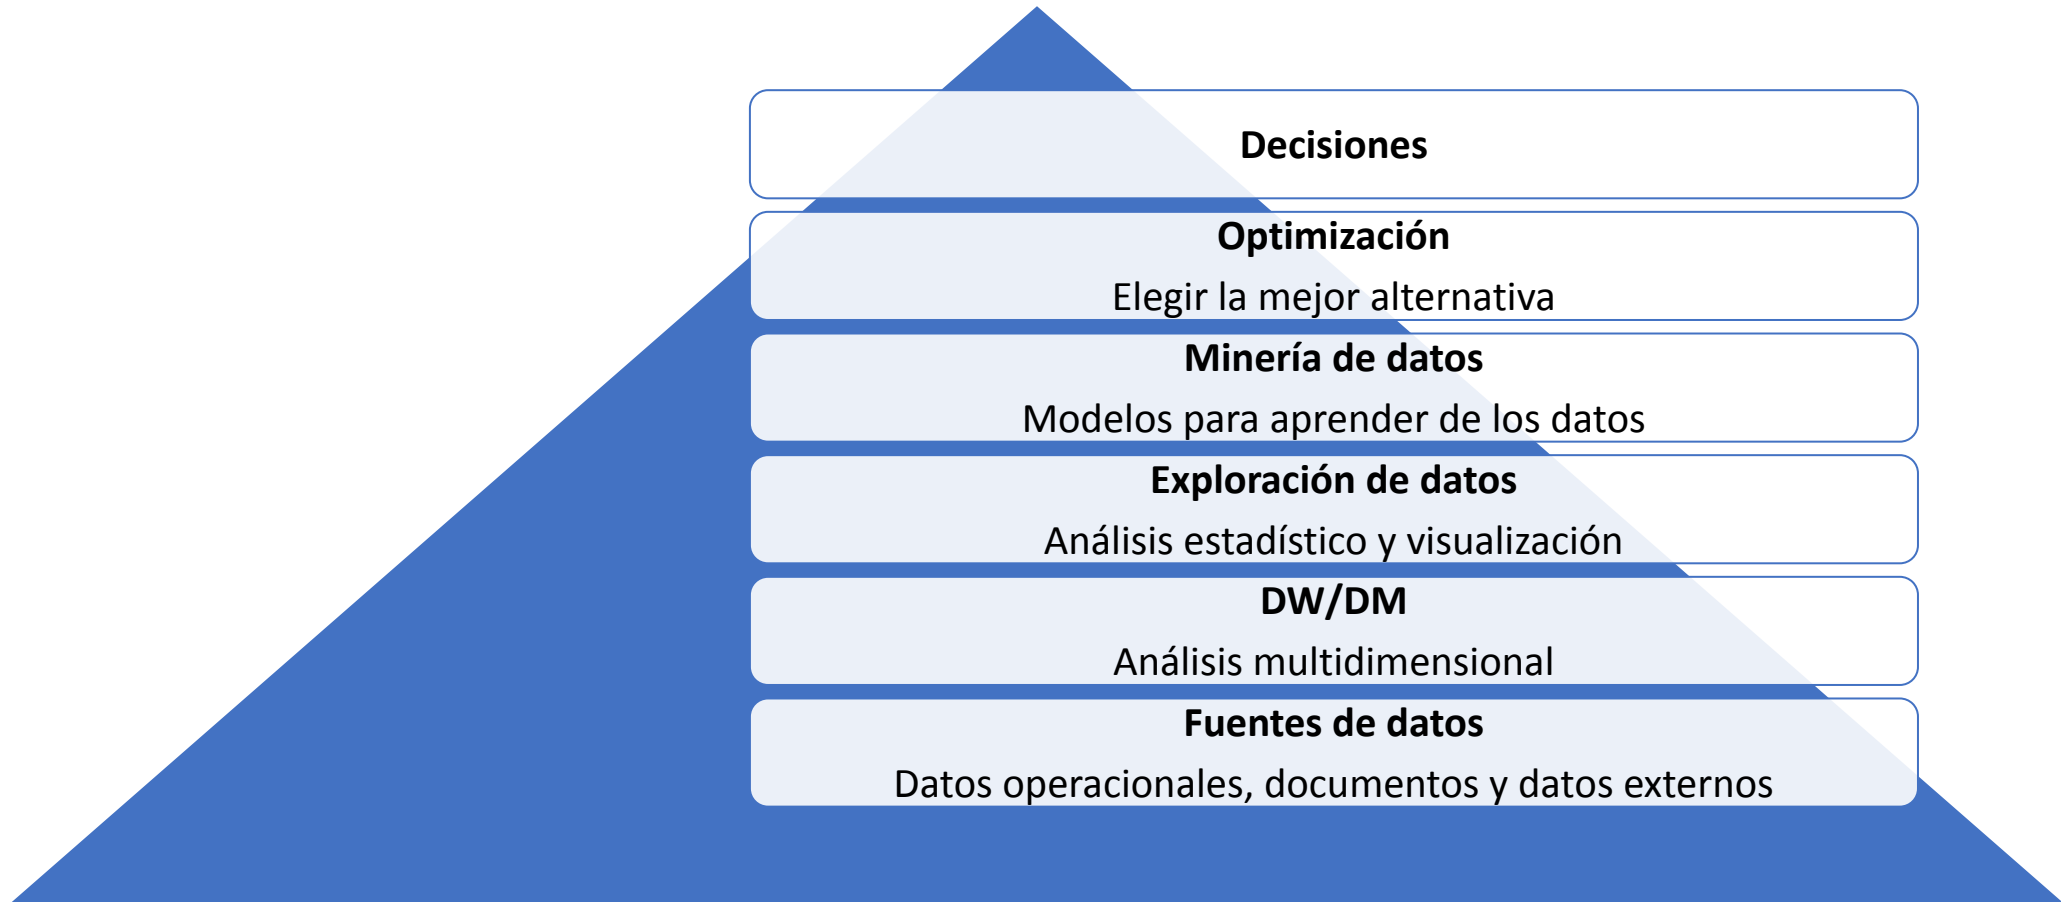 Decisiones
Optimización
Elegir la mejor alternativa
Minería de datos
Modelos para aprender de los datos
Exploración de datos
Análisis estadístico y visualización
DW/DM
Análisis multidimensional
Fuentes de datos
Datos operacionales, documentos y datos externos